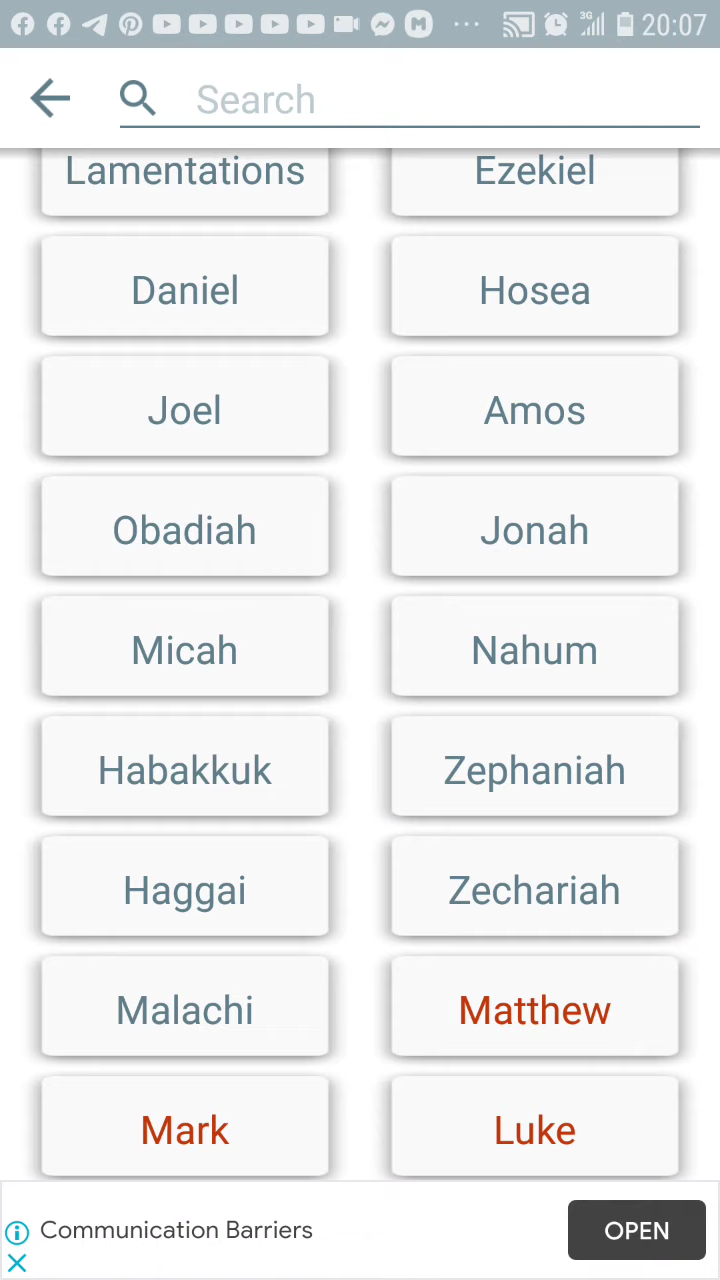 3G 20:07
Search
Lamentations Ezekiel
Daniel Hosea
Joel Amos
Obadiah Jonah
Micah Nahum
Habakkuk Zephaniah
Haggai Zechariah
Malachi Matthew
Mark Luke
Communication Barriers OPEN